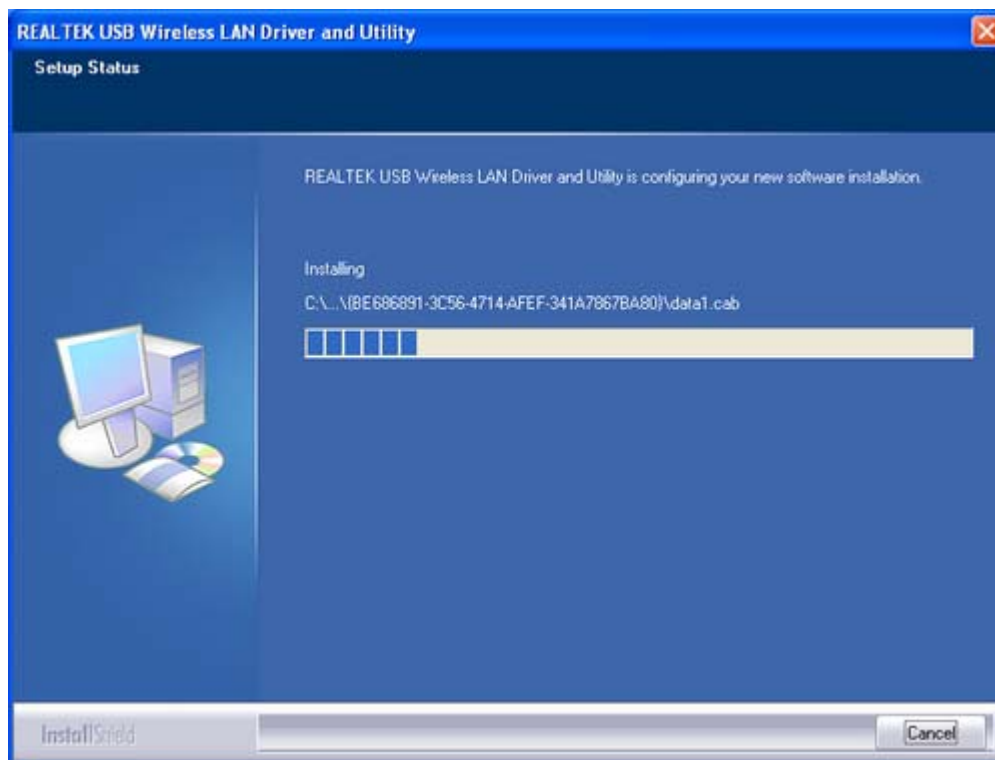 REALTEK USB Wireless LAN Driver and Utility
Setup Status
REALTEK USB Wireless LAN Driver and Utility is configuring your new software installation.
Installing
C:\...\{BE686891-3C56-4714-AFEF-341A7867BA80}\data1.cab
InstallShield
Cancel